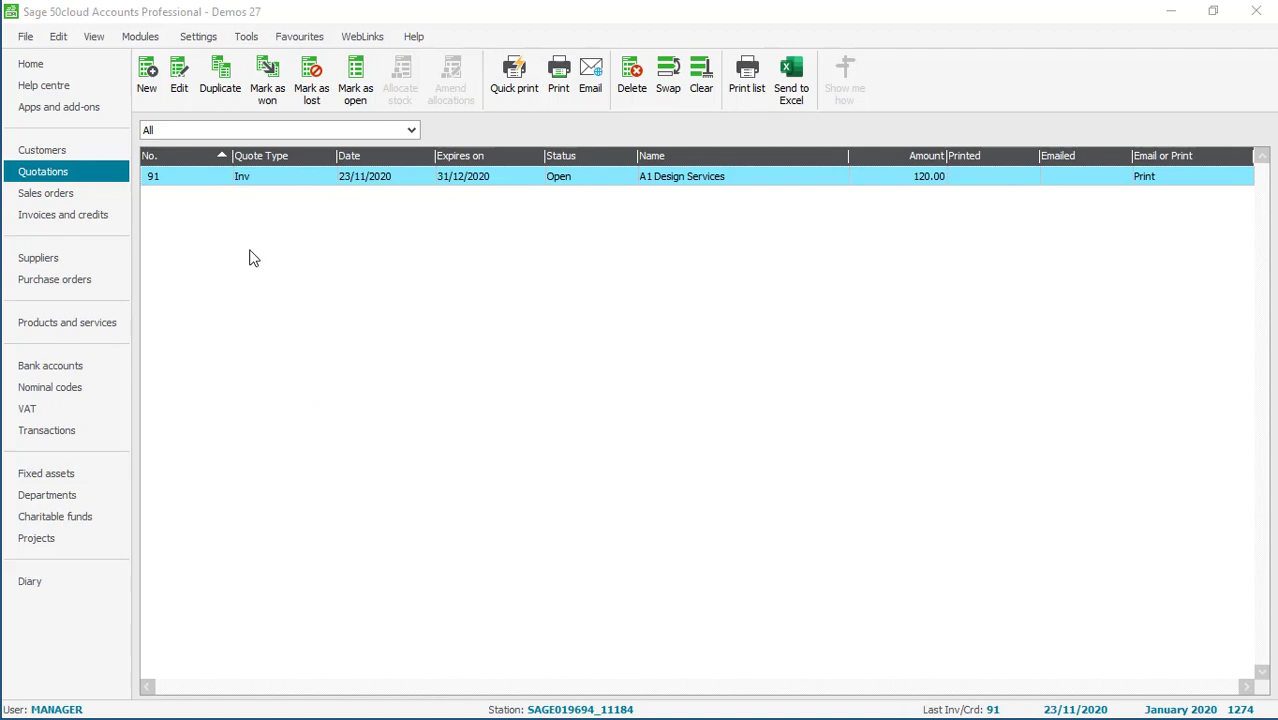 Sage 50cloud Accounts Professional - Demos 27
File Edit View Modules Settings Tools Favourites WebLinks Help
Home
Help centre
Apps and add-ons
Customers
Quotations
Sales orders
Invoices and credits
Suppliers
Purchase orders
Products and services
Bank accounts
Nominal codes
VAT
Transactions
Fixed assets
Departments
Charitable funds
Projects
Diary
New Edit Duplicate Mark as won Mark as lost Mark as open Allocate stock Amend allocations Quick print Print Email Delete Swap Clear Print list Send to Excel Show me how
All
No. Quote Type Date Expires on Status Name Amount Printed Emailed Email or Print
91 Inv 23/11/2020 31/12/2020 Open A1 Design Services 120.00 Print
User: MANAGER Station: SAGE019694_11184 Last Inv/Crd: 91 23/11/2020 January 2020 1274